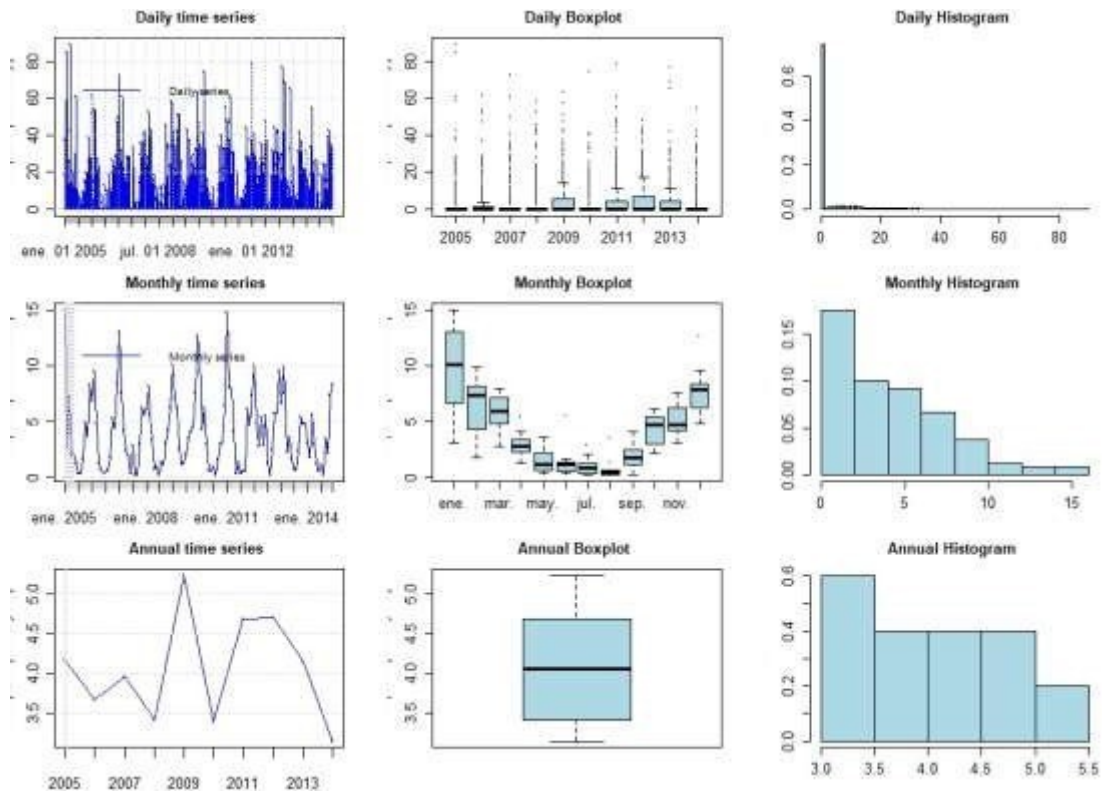 Daily time series
80
60
40
20
0
Daily series
ene. 01 2005 jul. 01 2008 ene. 01 2012
Daily Boxplot
80
60
40
20
0
2005 2007 2009 2011 2013
Daily Histogram
0.6
0.4
0.2
0.0
0 20 40 60 80
Monthly time series
15
10
5
0
Monthly series
ene. 2005 ene. 2008 ene. 2011 ene. 2014
Monthly Boxplot
15
10
5
0
ene. mar. may. jul. sep. nov.
Monthly Histogram
0.15
0.10
0.05
0.00
0 5 10 15
Annual time series
5.0
4.5
4.0
3.5
2005 2007 2009 2011 2013
Annual Boxplot
5.0
4.5
4.0
3.5
Annual Histogram
0.6
0.4
0.2
0.0
3.0 3.5 4.0 4.5 5.0 5.5